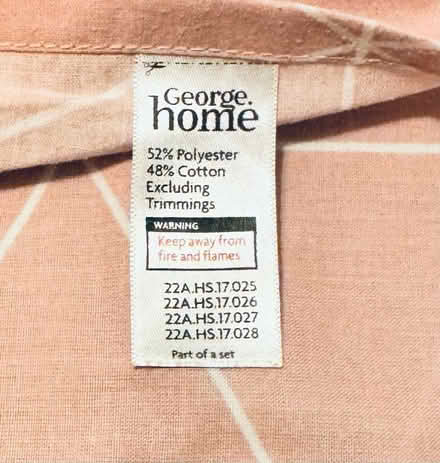 George.
home
52% Polyester
48% Cotton
Excluding
Trimmings
WARNING
Keep away from
fire and flames
22A.HS.17.025
22A.HS.17.026
22A.HS.17.027
22A.HS.17.028
Part of a set